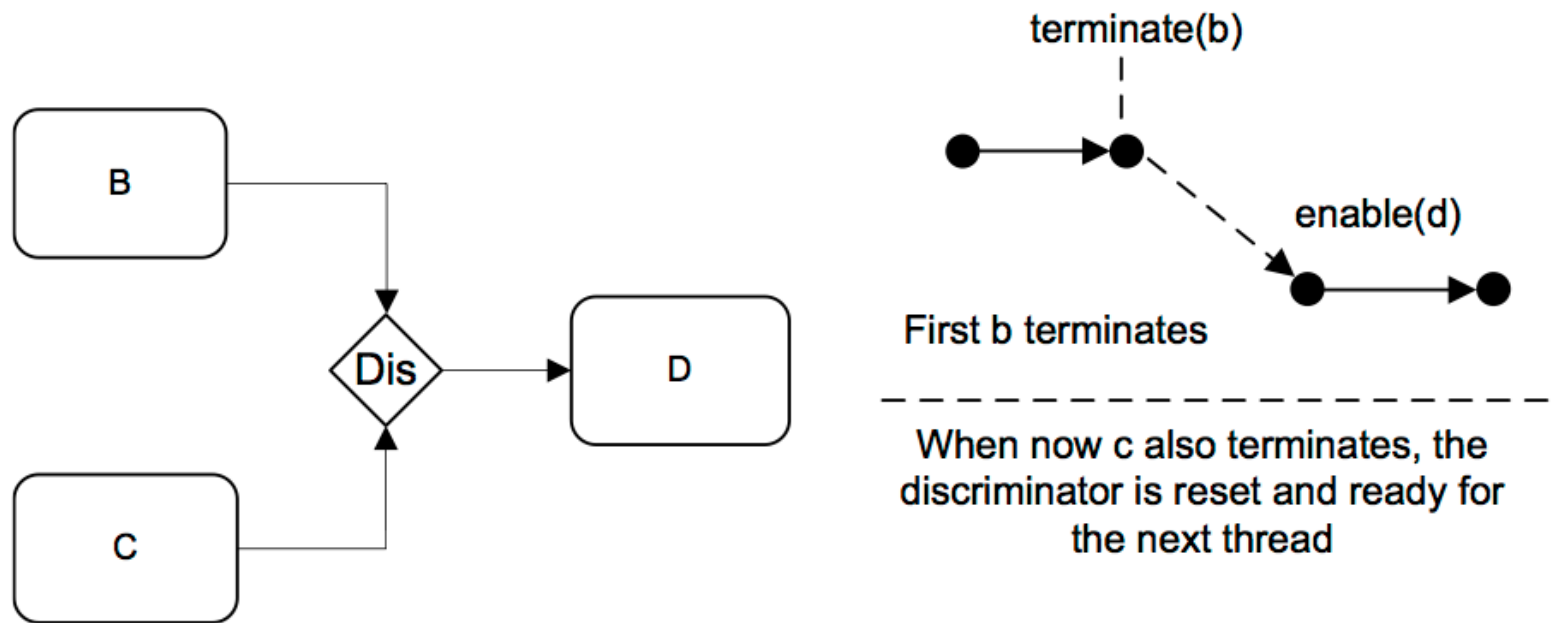 B
Dis
D
C
terminate(b)
enable(d)
First b terminates
When now c also terminates, the
discriminator is reset and ready for
the next thread